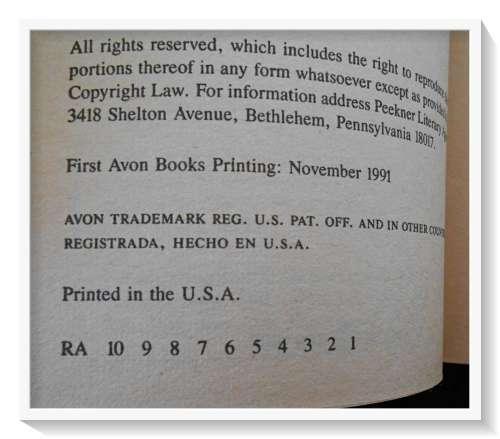 All rights reserved, which includes the right to reproduce
portions thereof in any form whatsoever except as provided
Copyright Law. For information address Peekner Literary
3418 Shelton Avenue, Bethlehem, Pennsylvania 18017.
First Avon Books Printing: November 1991
AVON TRADEMARK REG. U.S. PAT. OFF. AND IN OTHER
REGISTRADA, HECHO EN U.S.A.
Printed in the U.S.A.
RA 10 9 8 7 6 5 4 3 2 1